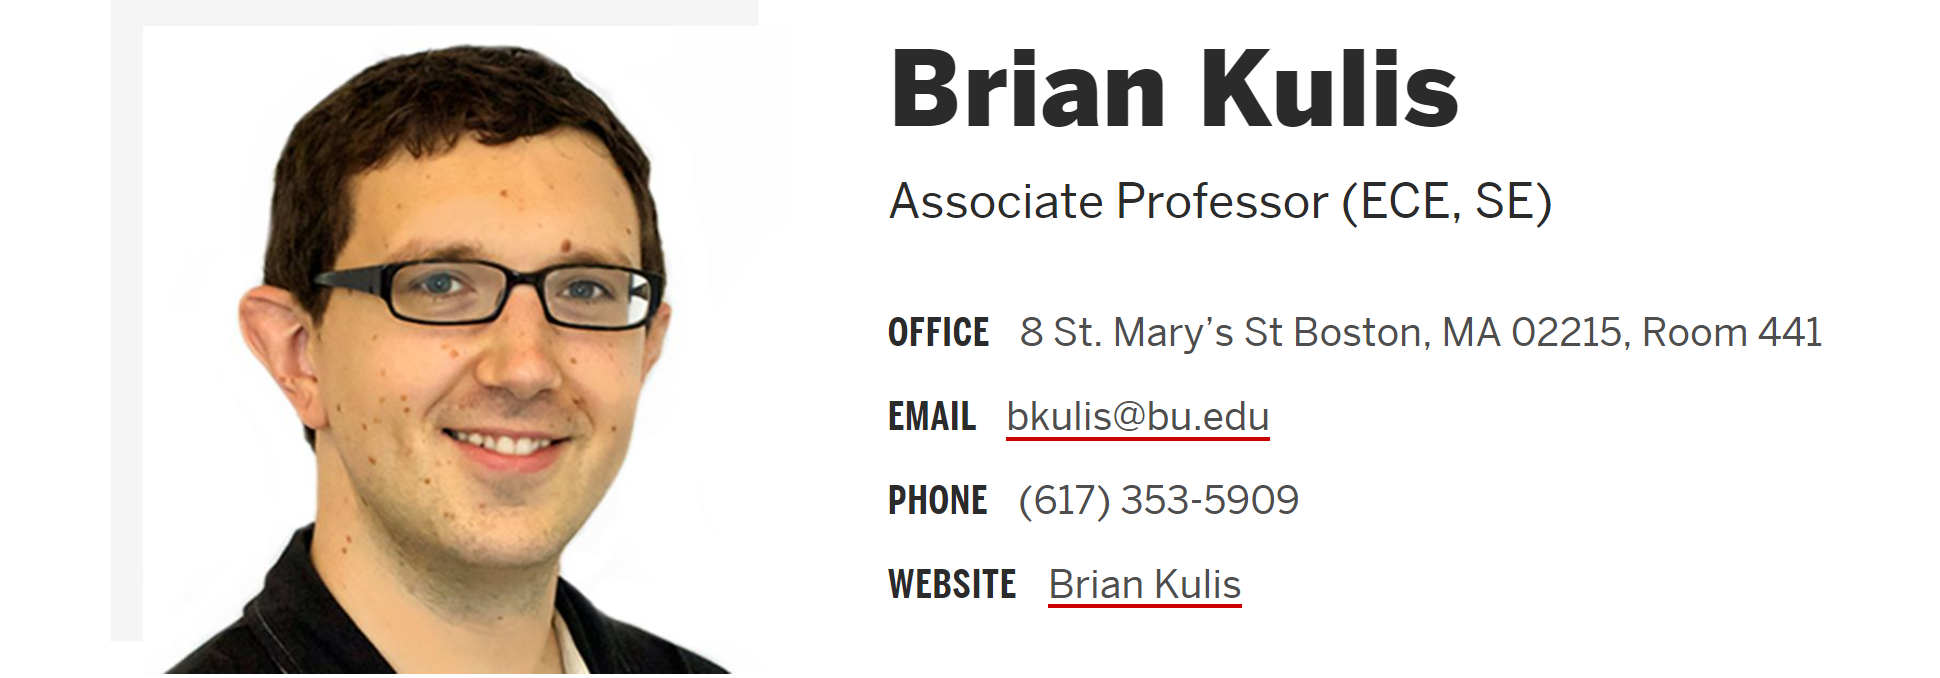 Brian Kulis
Associate Professor (ECE, SE)
OFFICE 8 St. Mary’s St Boston, MA 02215, Room 441
EMAIL bkulis@bu.edu
PHONE (617) 353-5909
WEBSITE Brian Kulis